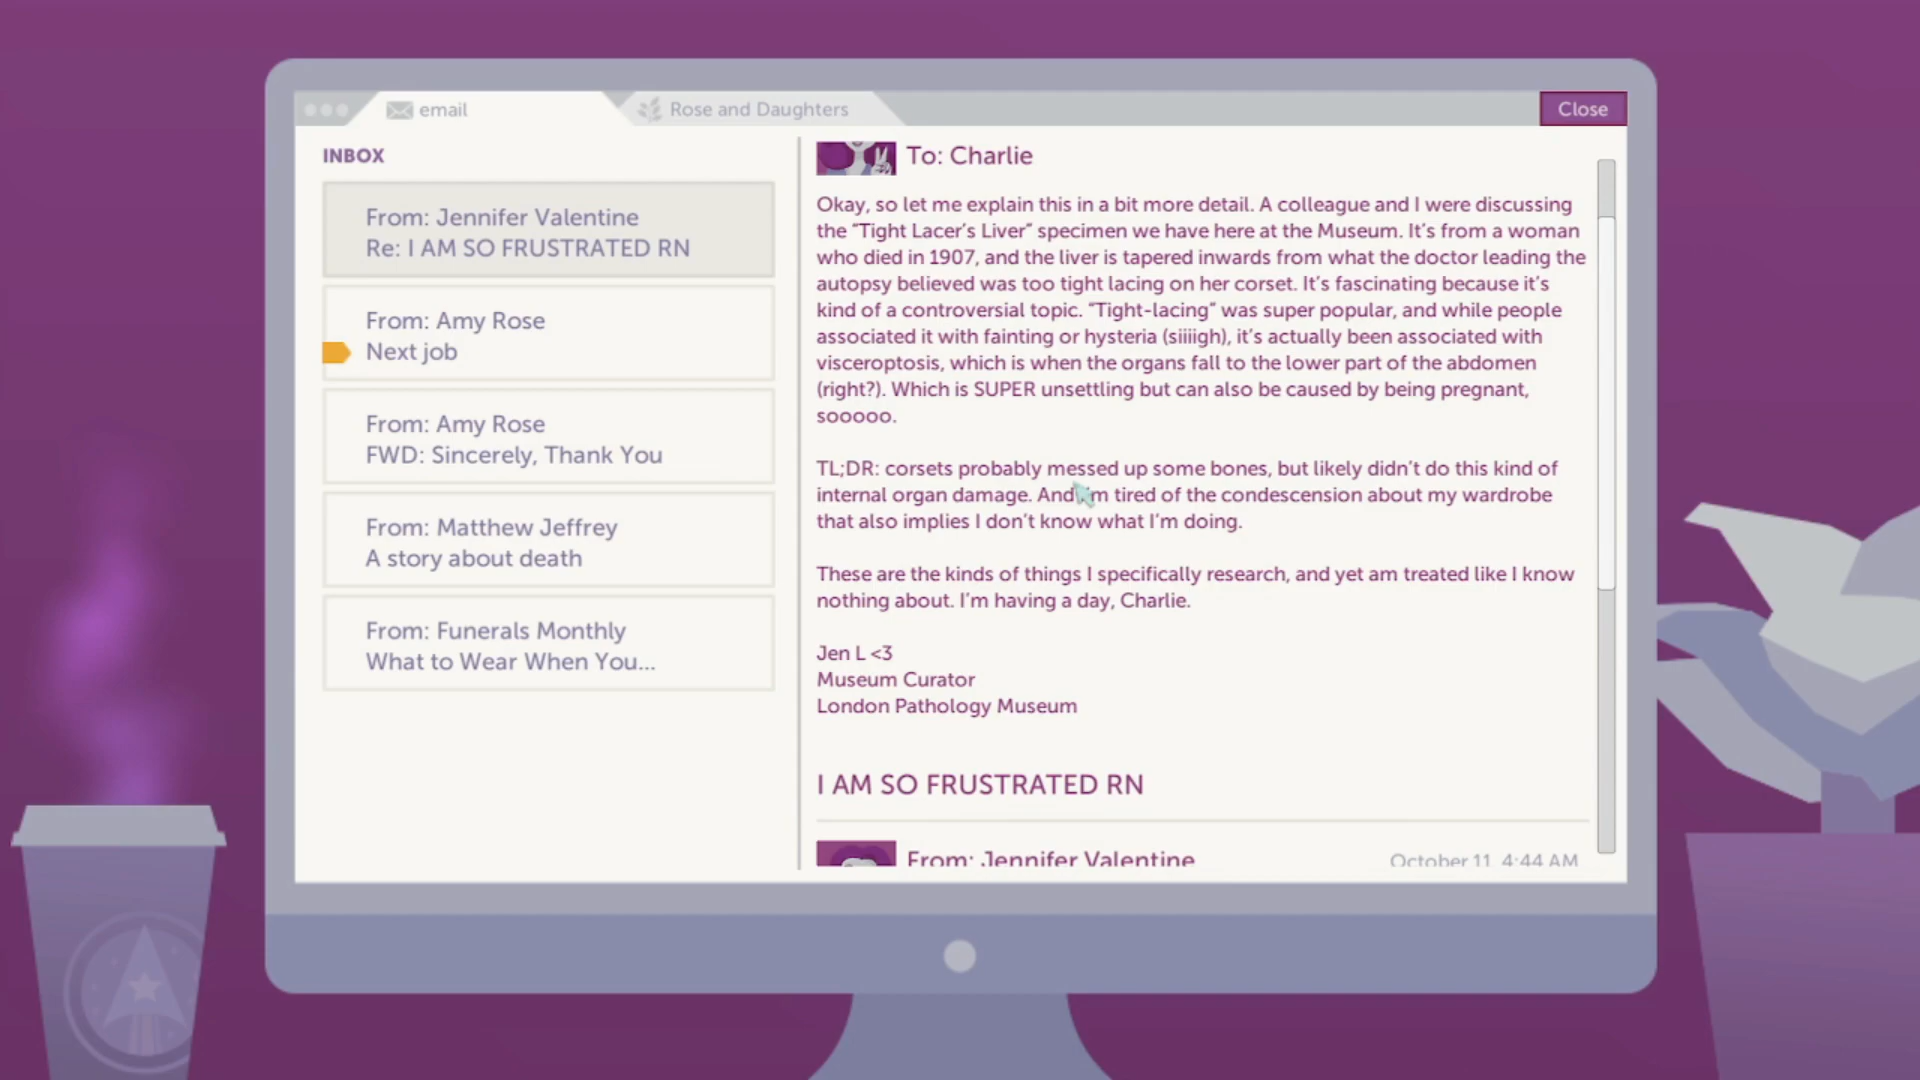 email
Rose and Daughters
Close
INBOX
From: Jennifer Valentine
Re: I AM SO FRUSTRATED RN
From: Amy Rose
Next job
From: Amy Rose
FWD: Sincerely, Thank You
From: Matthew Jeffrey
A story about death
From: Funerals Monthly
What to Wear When You...
To: Charlie
Okay, so let me explain this in a bit more detail. A colleague and I were discussing
the “Tight Lacer’s Liver” specimen we have here at the Museum. It’s from a woman
who died in 1907, and the liver is tapered inwards from what the doctor leading the
autopsy believed was too tight lacing on her corset. It’s fascinating because it’s
kind of a controversial topic. “Tight-lacing” was super popular, and while people
associated it with fainting or hysteria (siiiigh), it’s actually been associated with
visceroptosis, which is when the organs fall to the lower part of the abdomen
(right?). Which is SUPER unsettling but can also be caused by being pregnant,
sooooo.
TL;DR: corsets probably messed up some bones, but likely didn’t do this kind of
internal organ damage. And I’m tired of the condescension about my wardrobe
that also implies I don’t know what I’m doing.
These are the kinds of things I specifically research, and yet am treated like I know
nothing about. I’m having a day, Charlie.
Jen L <3
Museum Curator
London Pathology Museum
I AM SO FRUSTRATED RN
From: Jennifer Valentine
October 11, 4:44 AM